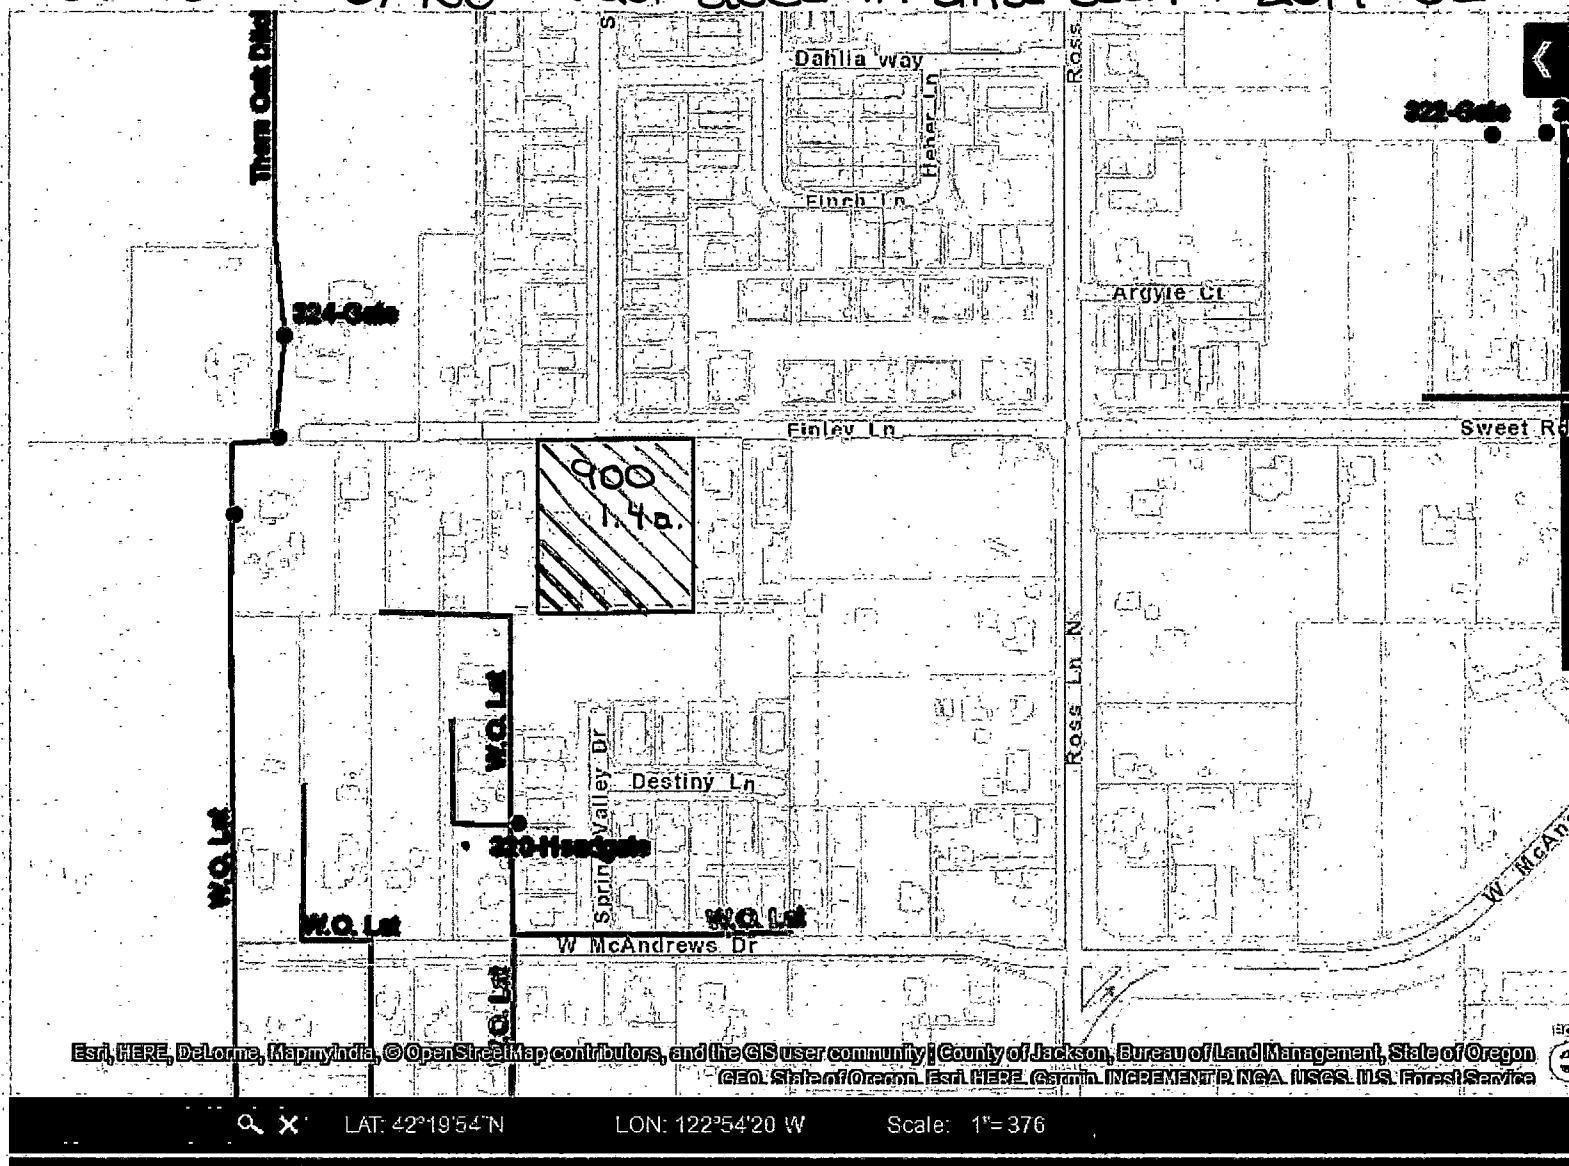 Dahlia Way
Heher Ln
Ross
322-Gate
Finch Ln
324-Gate
Argyle Ct
Finley Ln
Sweet Rd
900
1.4a.
Ross Ln N
W.O. Lat
Spring Valley Dr
Destiny Ln
W.O. Lat
W.O. Lat
W.O. Lat
W McAndrews Dr
W McAn
Esri, HERE, DeLorme, MapmyIndia, © OpenStreetMap contributors, and the GIS user community | County of Jackson, Bureau of Land Management, State of Oregon
GEO, State of Oregon, Esri, HERE, Garmin, INCREMENT P, NGA, USGS, U.S. Forest Service
LAT: 42°19'54"N LON: 122°54'20 W Scale: 1"= 376